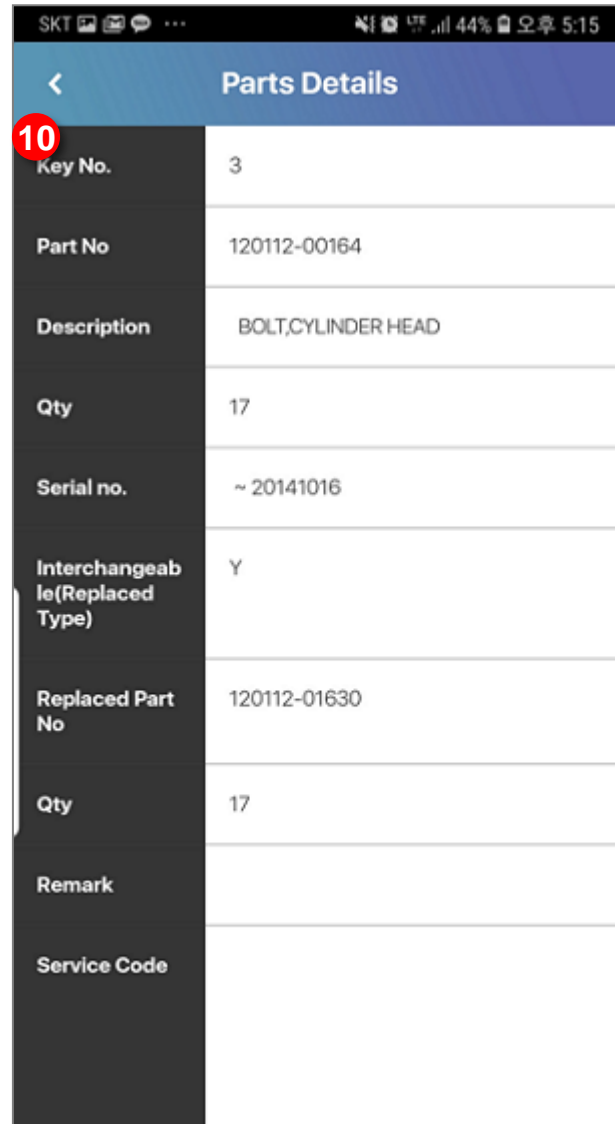 SKT ··· LTE 44% 오후 5:15
Parts Details
10
Key No. 3
Part No 120112-00164
Description BOLT,CYLINDER HEAD
Qty 17
Serial no. ~ 20141016
Interchangeab Y
le(Replaced
Type)
Replaced Part 120112-01630
No
Qty 17
Remark
Service Code